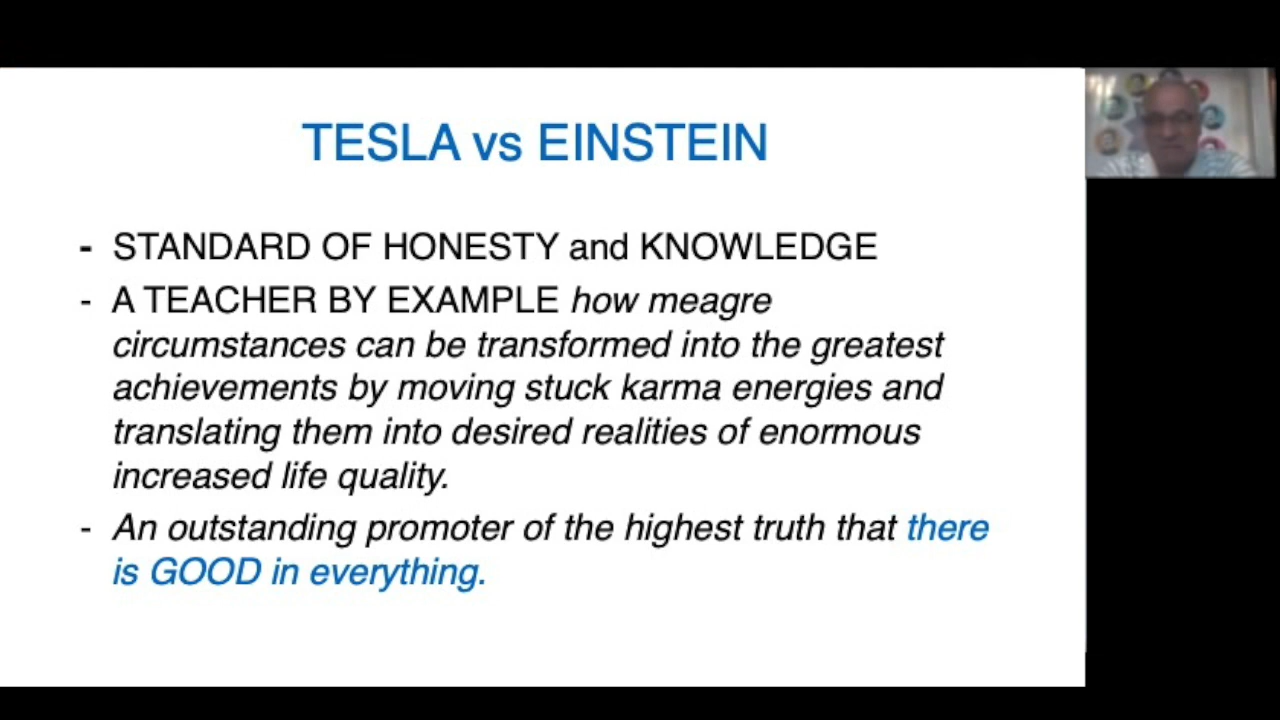 TESLA vs EINSTEIN
- STANDARD OF HONESTY and KNOWLEDGE
- A TEACHER BY EXAMPLE how meagre
circumstances can be transformed into the greatest
achievements by moving stuck karma energies and
translating them into desired realities of enormous
increased life quality.
- An outstanding promoter of the highest truth that there
is GOOD in everything.